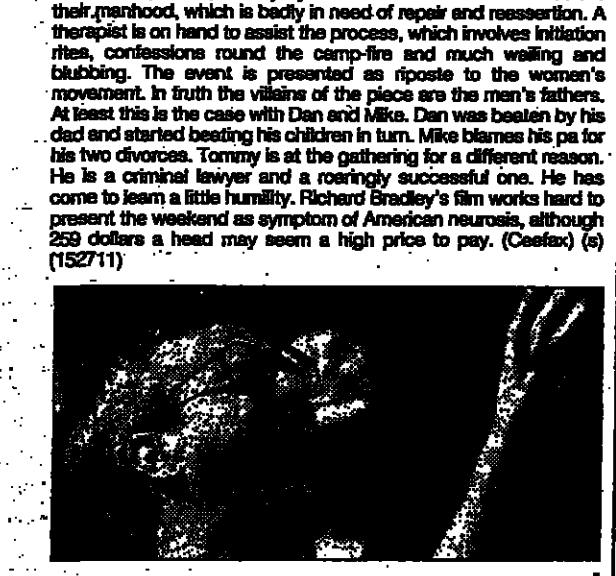 their manhood, which is badly in need of repair and reassertion. A
therapist is on hand to assist the process, which involves initiation
rites, confessions round the camp-fire and much wailing and
blubbing. The event is presented as riposte to the women's
movement. In truth the villains of the piece are the men's fathers.
At least this is the case with Dan and Mike. Dan was beaten by his
dad and started beating his children in turn. Mike blames his pa for
his two divorces. Tommy is at the gathering for a different reason.
He is a criminal lawyer and a roaringly successful one. He has
come to learn a little humility. Richard Bradley's film works hard to
present the weekend as symptom of American neurosis, although
259 dollars a head may seem a high price to pay. (Ceefax) (s)
(152711)